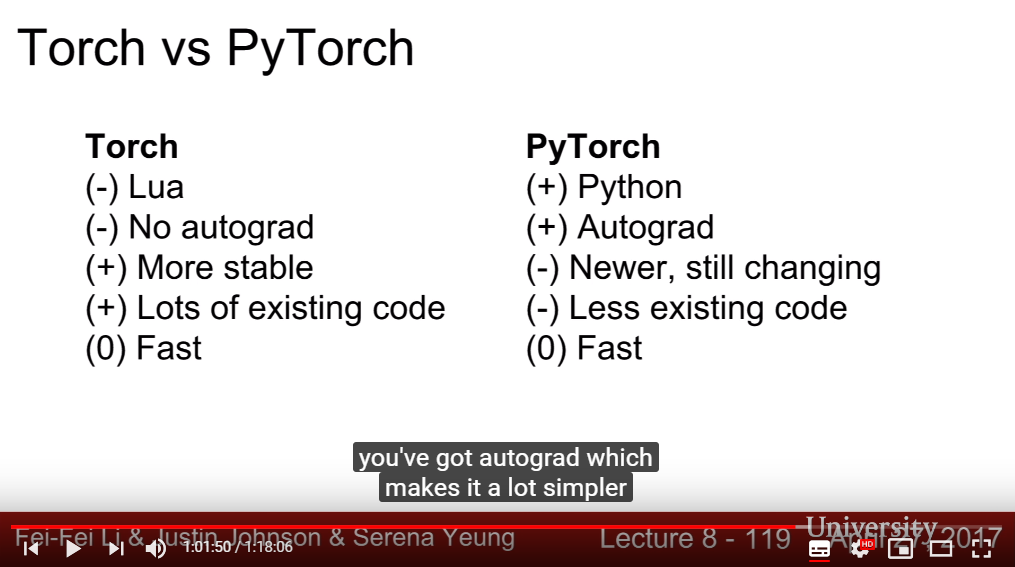 Torch vs PyTorch
Torch
(-) Lua
(-) No autograd
(+) More stable
(+) Lots of existing code
(0) Fast
PyTorch
(+) Python
(+) Autograd
(-) Newer, still changing
(-) Less existing code
(0) Fast
you've got autograd which
makes it a lot simpler
Fei-Fei Li & Justin Johnson & Serena Yeung
Lecture 8 - 119
University
April 27, 2017
1:01:50 / 1:18:06
HD